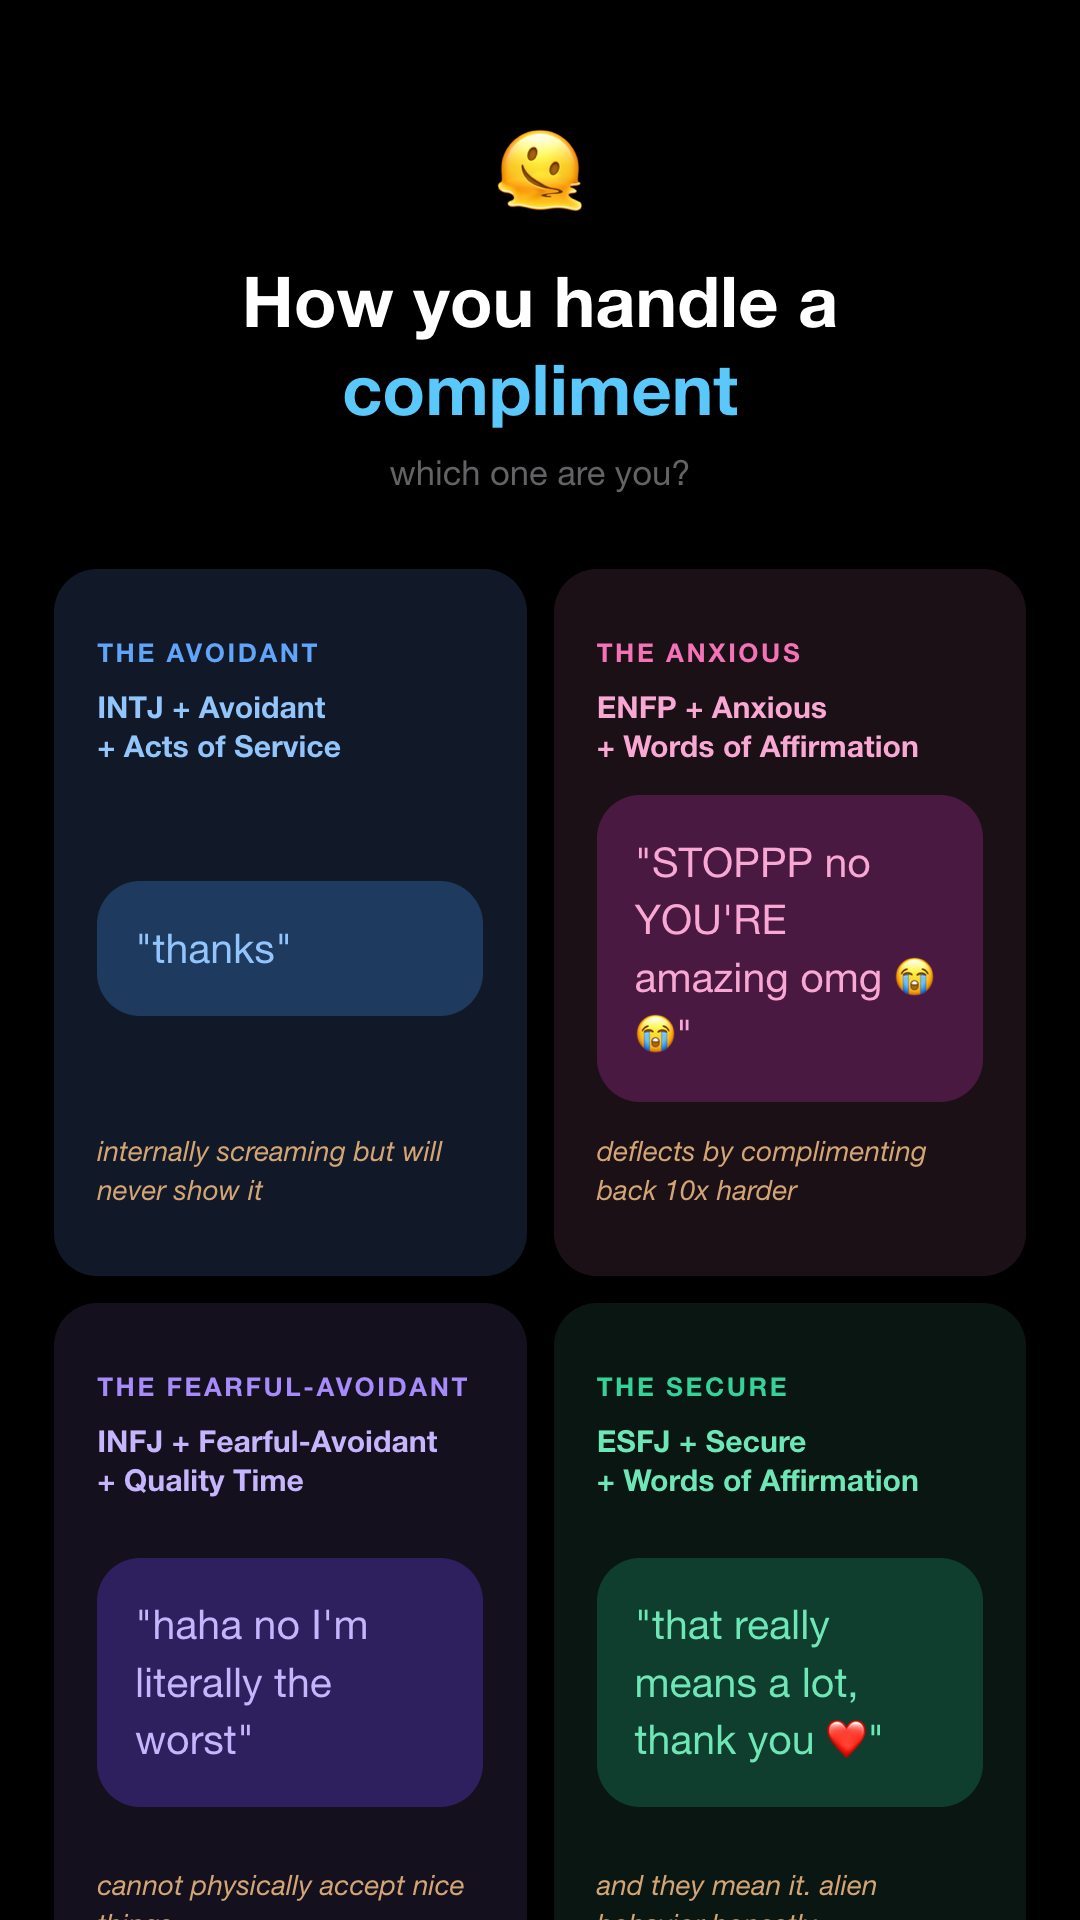 How you handle a
compliment
which one are you?
THE AVOIDANT
INTJ + Avoidant
+ Acts of Service
"thanks"
internally screaming but will
never show it
THE ANXIOUS
ENFP + Anxious
+ Words of Affirmation
"STOPPP no
YOU'RE
amazing omg 😭
😭"
deflects by complimenting
back 10x harder
THE FEARFUL-AVOIDANT
INFJ + Fearful-Avoidant
+ Quality Time
"haha no I'm
literally the
worst"
cannot physically accept nice
things
THE SECURE
ESFJ + Secure
+ Words of Affirmation
"that really
means a lot,
thank you ❤️"
and they mean it. alien
behavior honestly